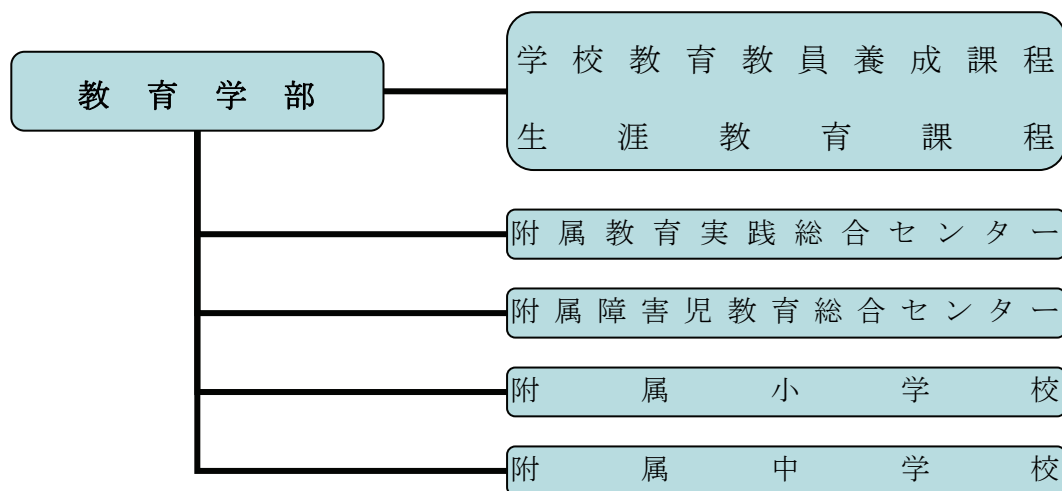 教育学部
学校教育教員養成課程
生涯教育課程
附属教育実践総合センター
附属障害児教育総合センター
附属小学校
附属中学校